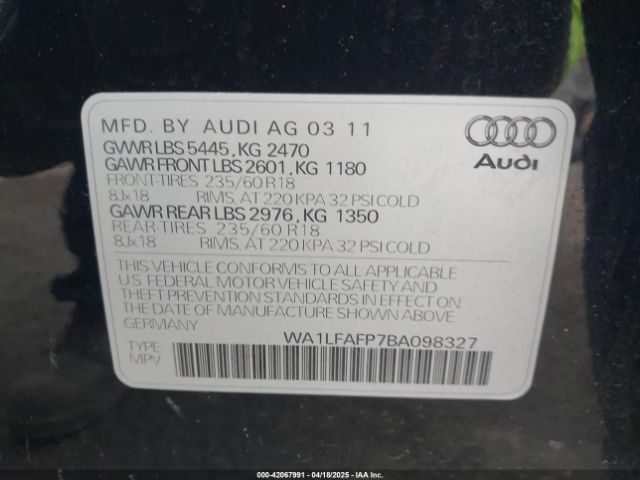 MFD. BY AUDI AG 03 11
GVWR LBS 5445, KG 2470
GAWR FRONT LBS 2601, KG 1180
FRONT-TIRES 235/60 R18
8Jx18 RIMS, AT 220 KPA 32 PSI COLD
GAWR REAR LBS 2976, KG 1350
REAR-TIRES 235/60 R18
8Jx18 RIMS, AT 220 KPA 32 PSI COLD
Audi
THIS VEHICLE CONFORMS TO ALL APPLICABLE
U.S FEDERAL MOTOR VEHICLE SAFETY AND
THEFT PREVENTION STANDARDS IN EFFECT ON
THE DATE OF MANUFACTURE SHOWN ABOVE
GERMANY
WA1LFAFP7BA098327
TYPE
MPV
000-42067991 | 04/18/2025 | IAA Inc.